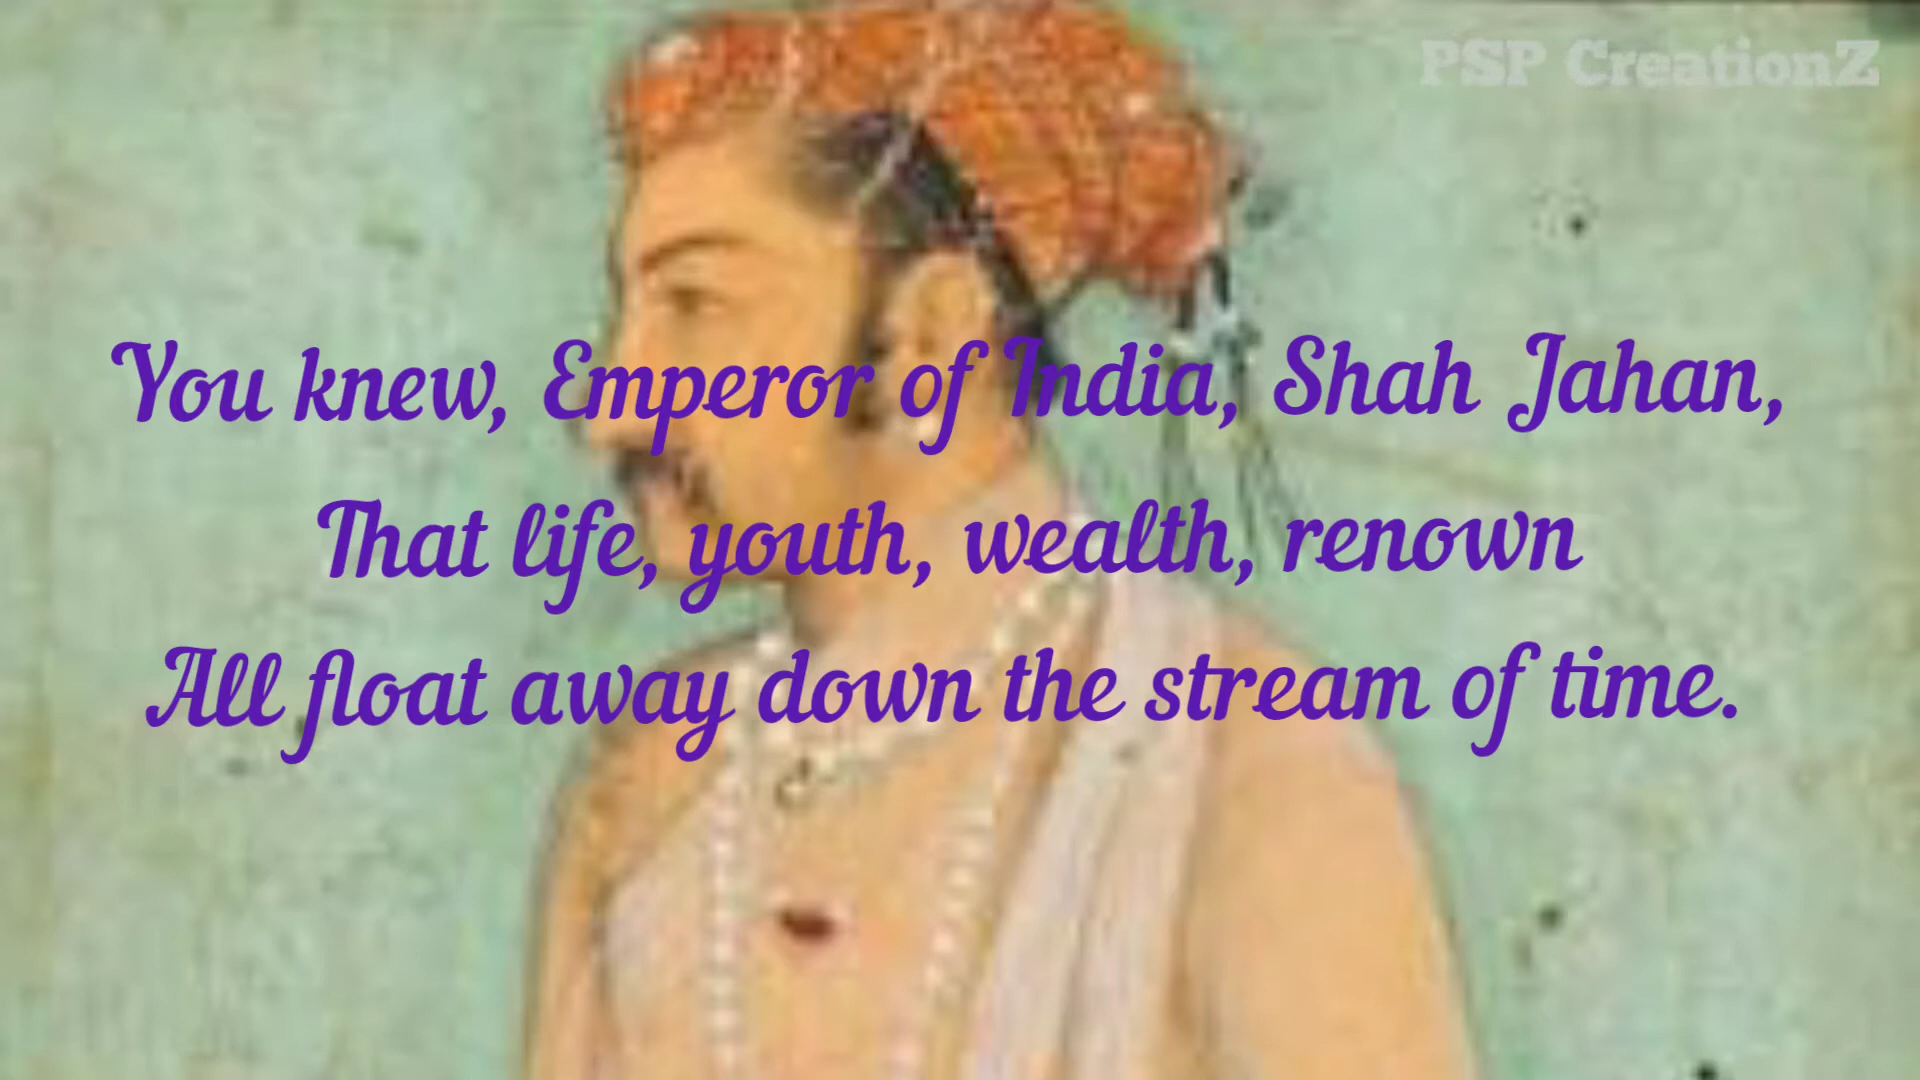 PSP CreationZ
You knew, Emperor of India, Shah Jahan,
That life, youth, wealth, renown
All float away down the stream of time.